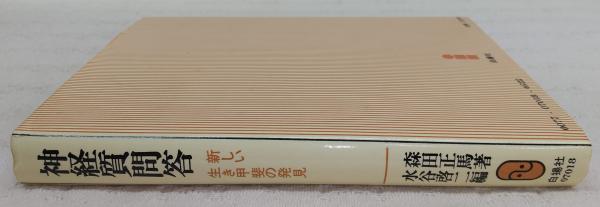 神経質問答
新しい
生き甲斐の発見
森田正馬著
水谷啓二編
白揚社
97018